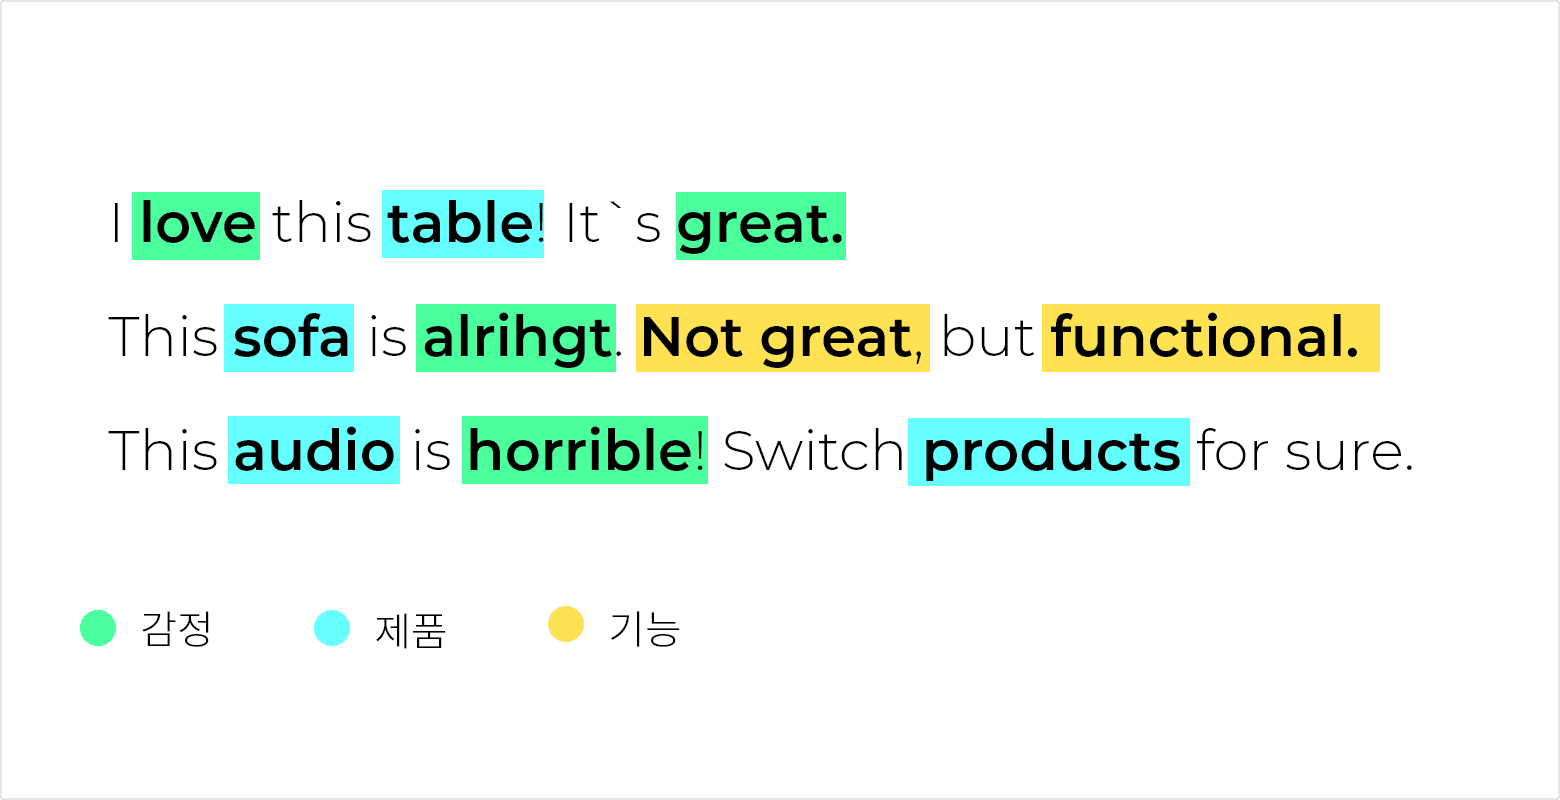 I love this table! It`s great.
This sofa is alrihgt. Not great, but functional.
This audio is horrible! Switch products for sure.
감정 제품 기능